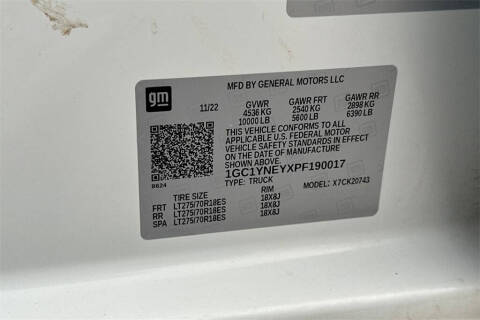 MFD BY GENERAL MOTORS LLC
gm 11/22 GVWR GAWR FRT GAWR RR
4536 KG 2540 KG 2898 KG
10000 LB 5600 LB 6390 LB
THIS VEHICLE CONFORMS TO ALL
APPLICABLE U.S. FEDERAL MOTOR
VEHICLE SAFETY STANDARDS IN EFFECT
ON THE DATE OF MANUFACTURE
SHOWN ABOVE.
1GC1YNEYXPF190017
B624 TYPE: TRUCK MODEL: X7CK20743
TIRE SIZE RIM
FRT LT275/70R18ES 18X8J
RR LT275/70R18ES 18X8J
SPA LT275/70R18ES 18X8J